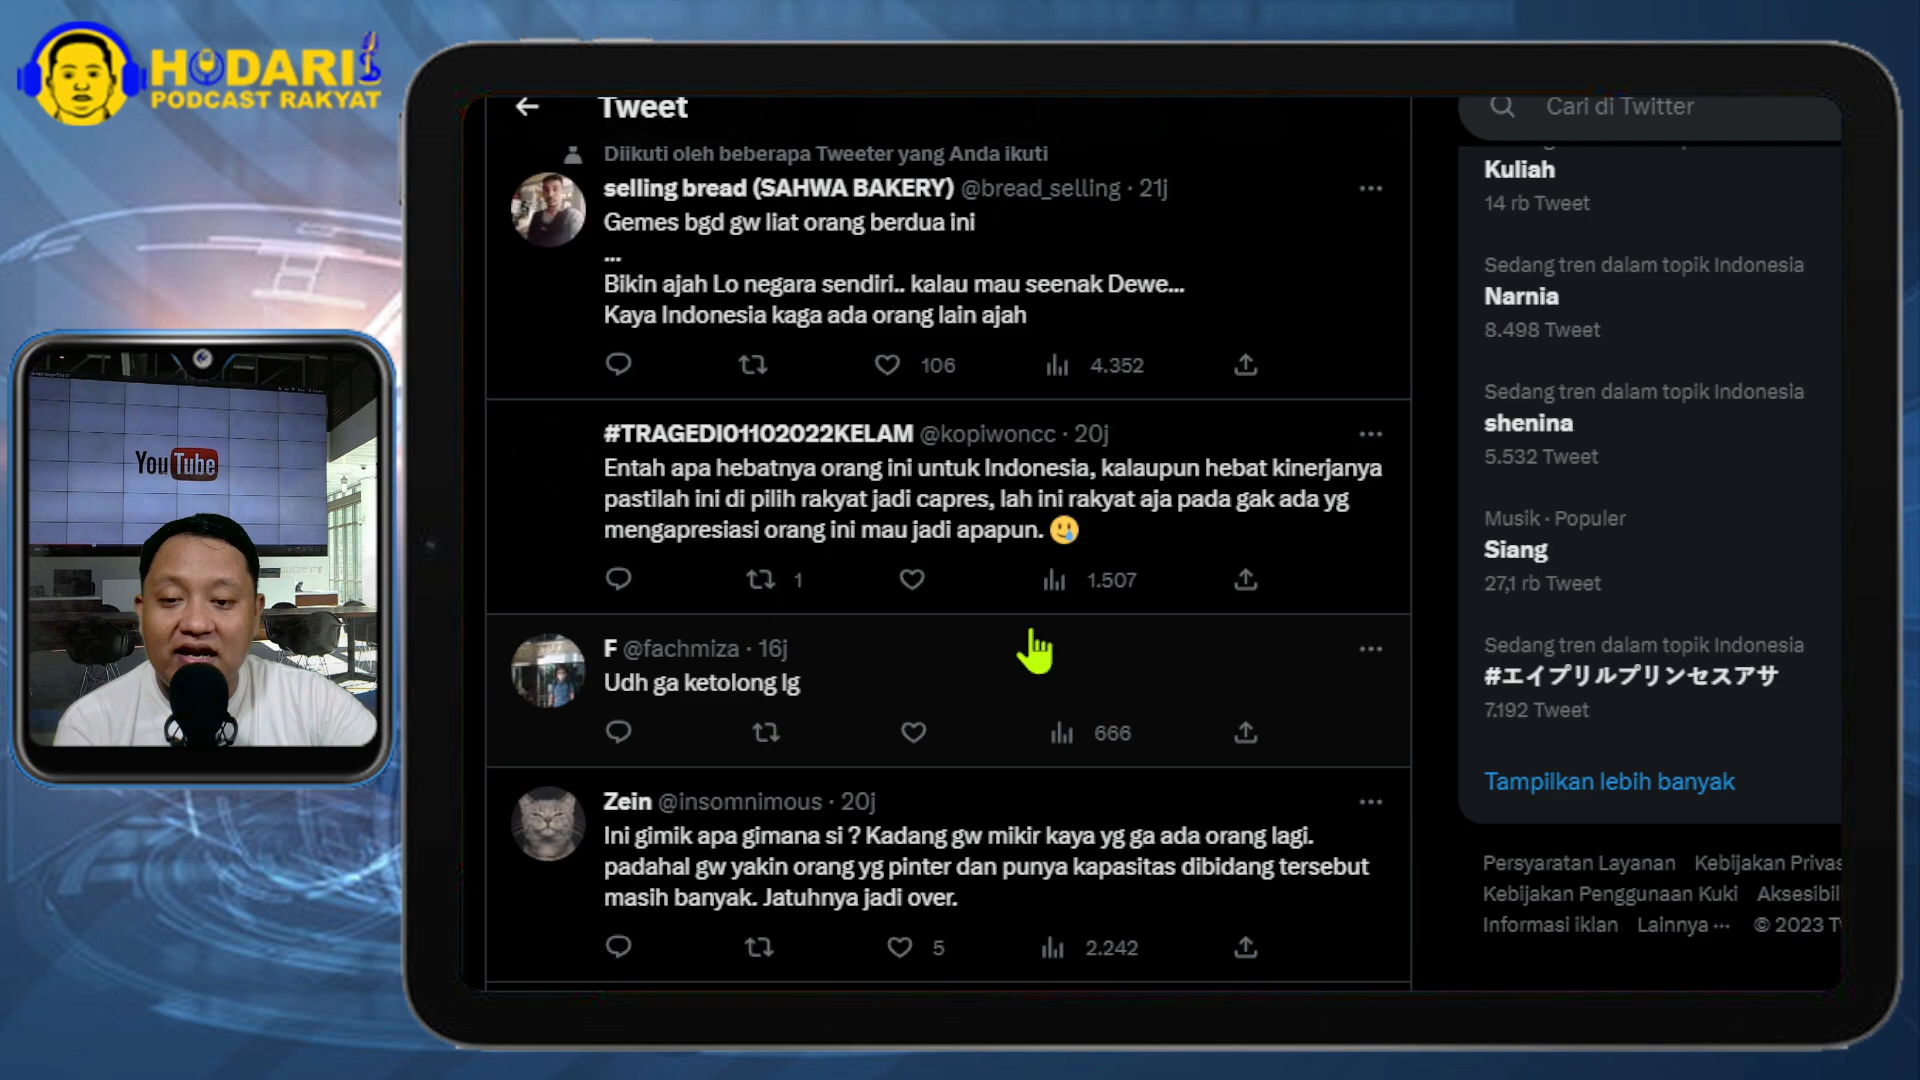 HODARI
PODCAST RAKYAT
YouTube
Tweet
Diikuti oleh beberapa Tweeter yang Anda ikuti
selling bread (SAHWA BAKERY) @bread_selling · 21j
Gemes bgd gw liat orang berdua ini
...
Bikin ajah Lo negara sendiri.. kalau mau seenak Dewe...
Kaya Indonesia kaga ada orang lain ajah
106 4.352
#TRAGEDI01102022KELAM @kopiwoncc · 20j
Entah apa hebatnya orang ini untuk Indonesia, kalaupun hebat kinerjanya
pastilah ini di pilih rakyat jadi capres, lah ini rakyat aja pada gak ada yg
mengapresiasi orang ini mau jadi apapun. 🥲
1 1.507
F @fachmiza · 16j
Udh ga ketolong lg
666
Zein @insomnimous · 20j
Ini gimik apa gimana si ? Kadang gw mikir kaya yg ga ada orang lagi.
padahal gw yakin orang yg pinter dan punya kapasitas dibidang tersebut
masih banyak. Jatuhnya jadi over.
5 2.242
Cari di Twitter
Kuliah
14 rb Tweet
Sedang tren dalam topik Indonesia
Narnia
8.498 Tweet
Sedang tren dalam topik Indonesia
shenina
5.532 Tweet
Musik · Populer
Siang
27,1 rb Tweet
Sedang tren dalam topik Indonesia
#エイプリルプリンセスアサ
7.192 Tweet
Tampilkan lebih banyak
Persyaratan Layanan Kebijakan Privas
Kebijakan Penggunaan Kuki Aksesibil
Informasi iklan Lainnya ··· © 2023 Tw